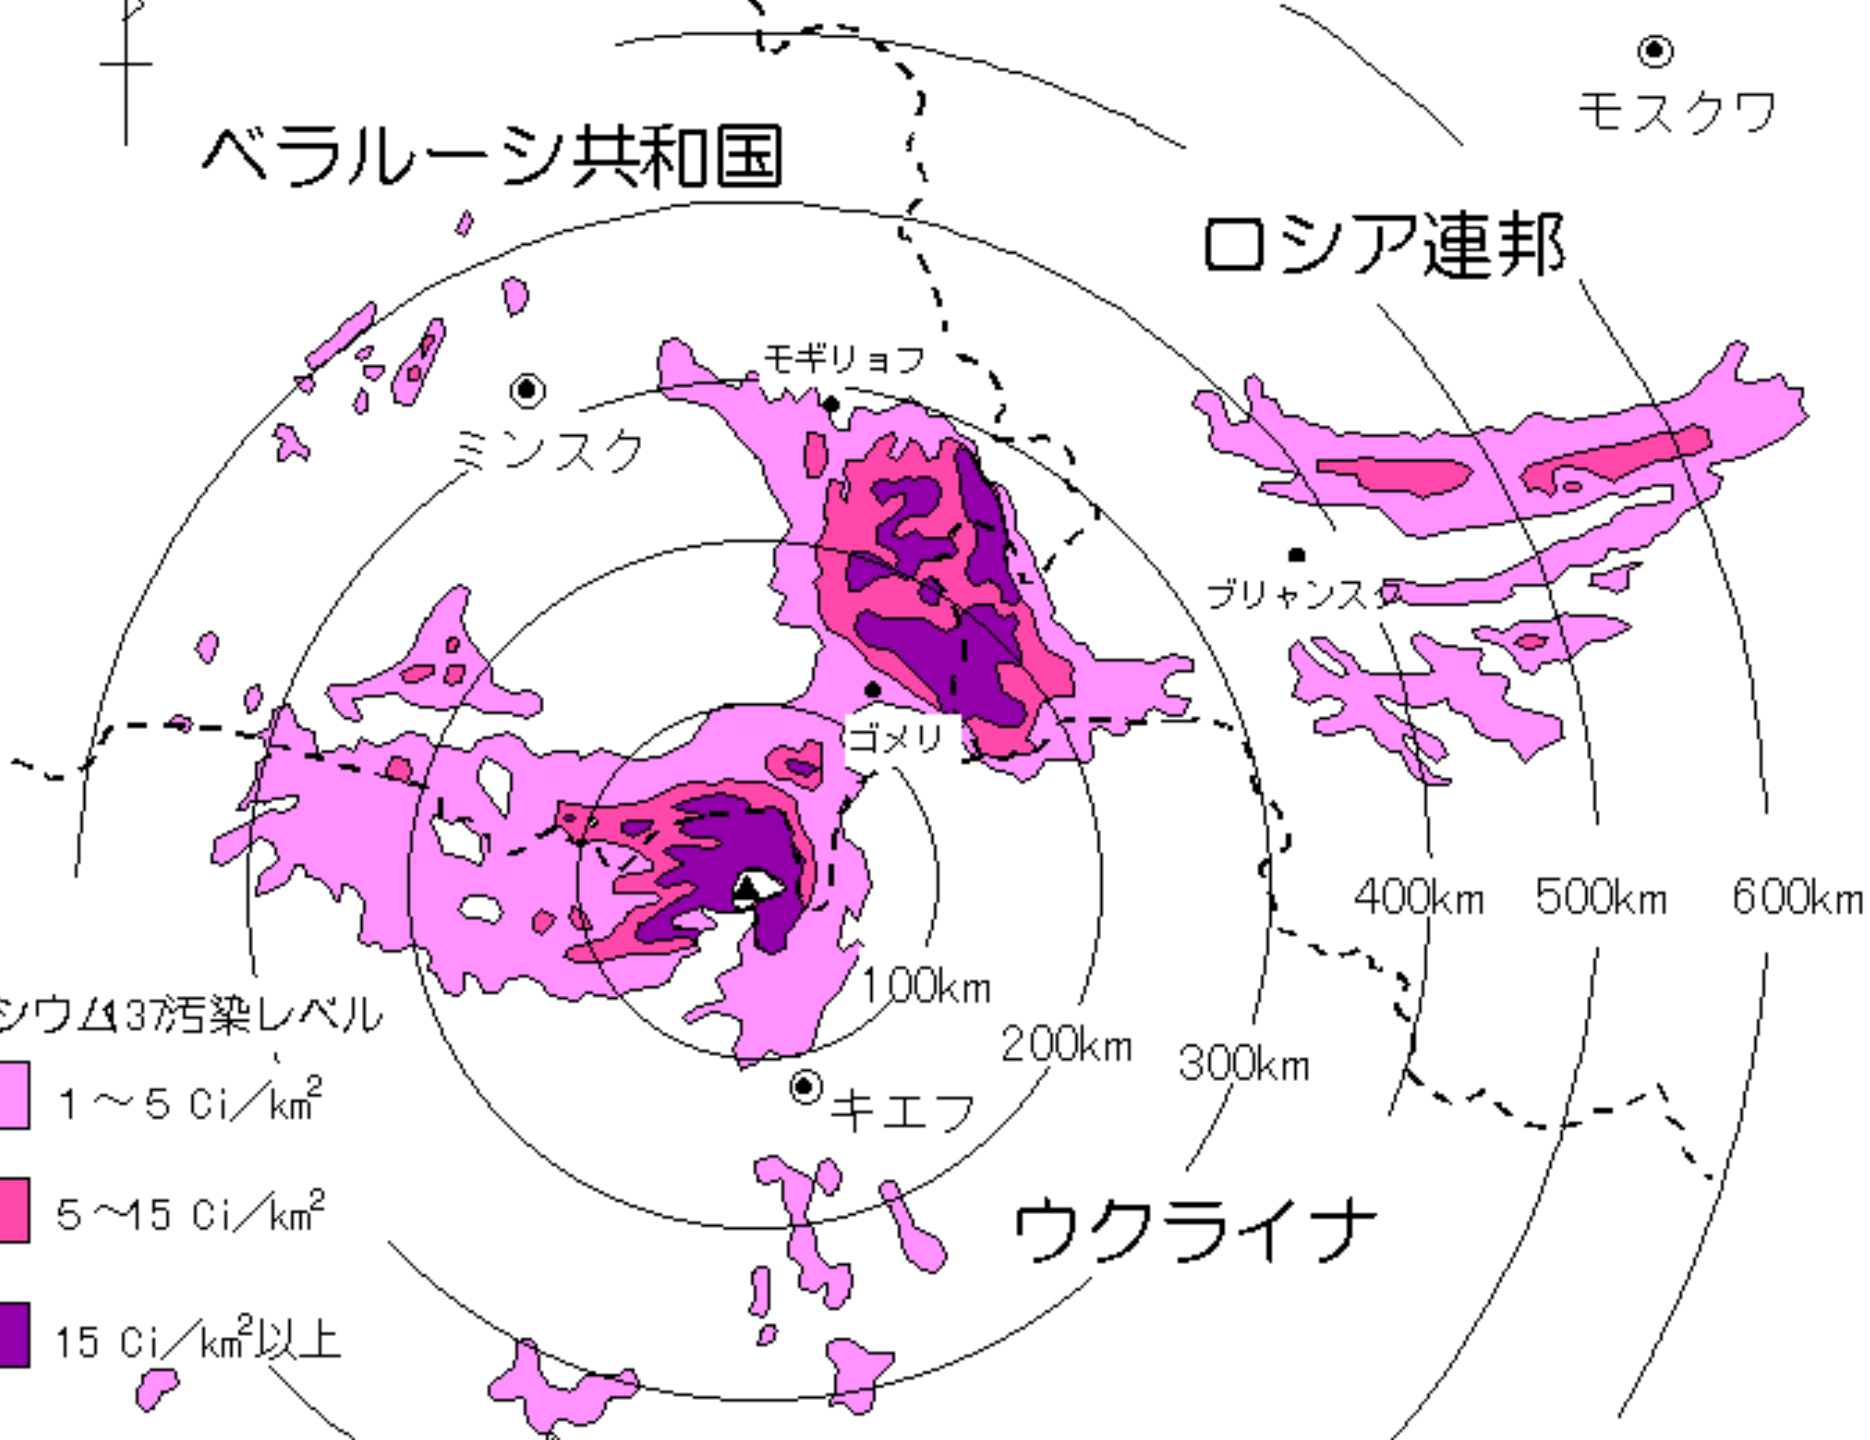 モスクワ
ベラルーシ共和国
ロシア連邦
モギリョフ
ミンスク
ブリャンスク
ゴメリ
400km
500km
600km
100km
シウム137汚染レベル
200km
300km
1～5 Ci/km²
キエフ
5～15 Ci/km²
ウクライナ
15 Ci/km²以上